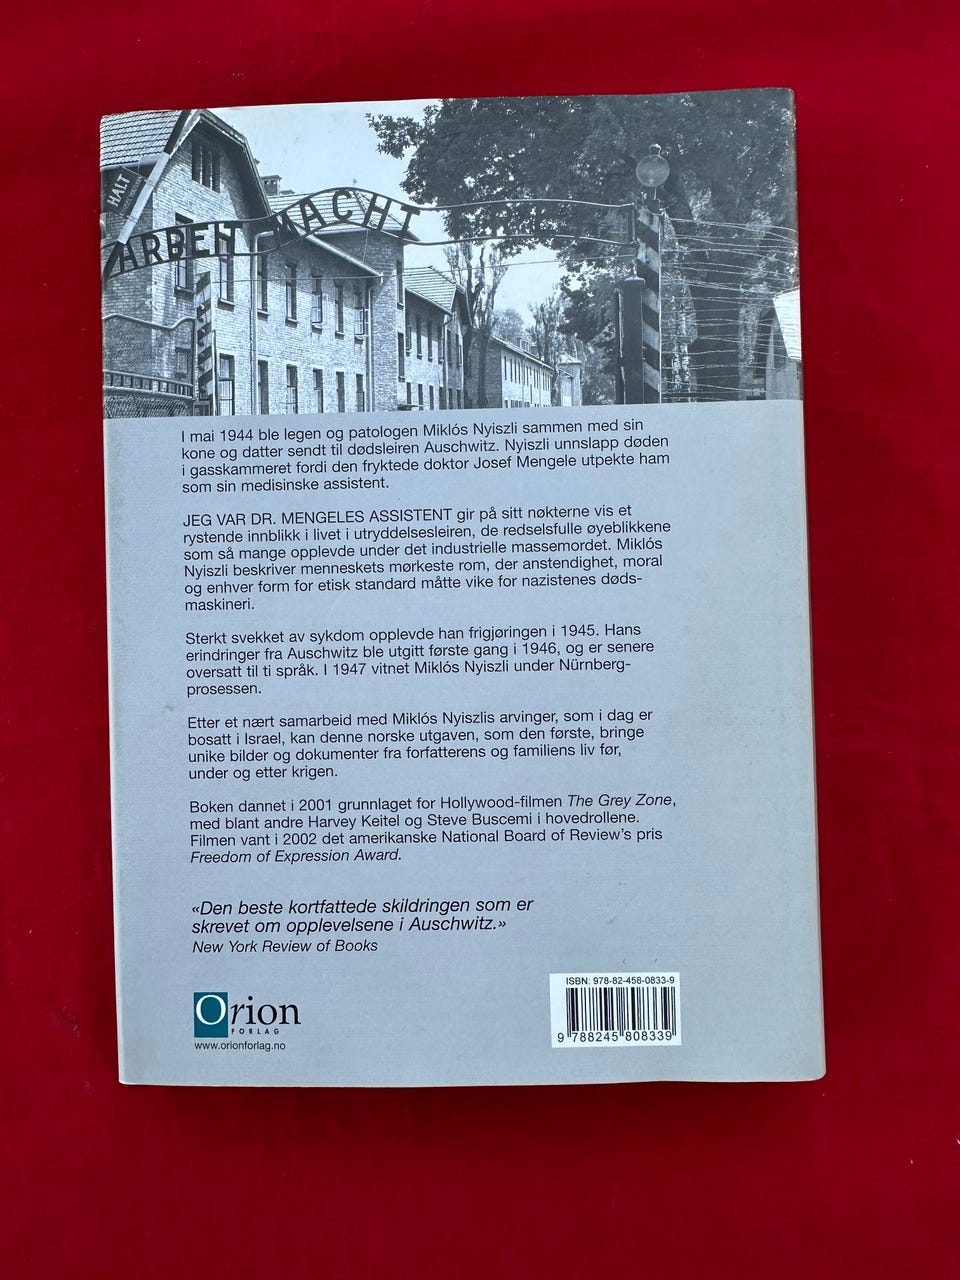 HALT
ARBEIT MACHT
I mai 1944 ble legen og patologen Miklós Nyiszli sammen med sin
kone og datter sendt til dødsleiren Auschwitz. Nyiszli unnslapp døden
i gasskammeret fordi den fryktede doktor Josef Mengele utpekte ham
som sin medisinske assistent.
JEG VAR DR. MENGELES ASSISTENT gir på sitt nøkterne vis et
rystende innblikk i livet i utryddelsesleiren, de redselsfulle øyeblikkene
som så mange opplevde under det industrielle massemordet. Miklós
Nyiszli beskriver menneskets mørkeste rom, der anstendighet, moral
og enhver form for etisk standard måtte vike for nazistenes døds-
maskineri.
Sterkt svekket av sykdom opplevde han frigjøringen i 1945. Hans
erindringer fra Auschwitz ble utgitt første gang i 1946, og er senere
oversatt til ti språk. I 1947 vitnet Miklós Nyiszli under Nürnberg-
prosessen.
Etter et nært samarbeid med Miklós Nyiszlis arvinger, som i dag er
bosatt i Israel, kan denne norske utgaven, som den første, bringe
unike bilder og dokumenter fra forfatterens og familiens liv før,
under og etter krigen.
Boken dannet i 2001 grunnlaget for Hollywood-filmen The Grey Zone,
med blant andre Harvey Keitel og Steve Buscemi i hovedrollene.
Filmen vant i 2002 det amerikanske National Board of Review's pris
Freedom of Expression Award.
«Den beste kortfattede skildringen som er
skrevet om opplevelsene i Auschwitz.»
New York Review of Books
Orion
FORLAG
www.orionforlag.no
ISBN: 978-82-458-0833-9
9 788245 808339